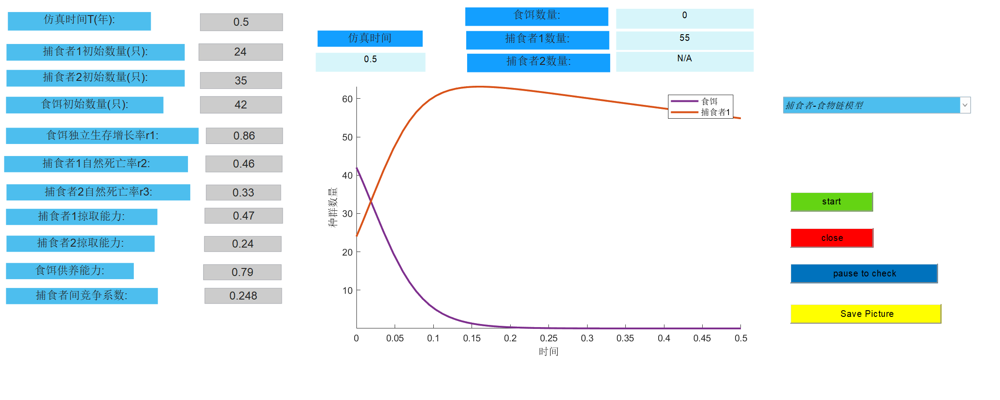 仿真时间T(年):
0.5
捕食者1初始数量(只):
24
捕食者2初始数量(只):
35
食饵初始数量(只):
42
食饵独立生存增长率r1:
0.86
捕食者1自然死亡率r2:
0.46
捕食者2自然死亡率r3:
0.33
捕食者1掠取能力:
0.47
捕食者2掠取能力:
0.24
食饵供养能力:
0.79
捕食者间竞争系数:
0.248
仿真时间
0.5
食饵数量:
0
捕食者1数量:
55
捕食者2数量:
N/A
种群数量
60
50
40
30
20
10
0
0.05
0.1
0.15
0.2
0.25
0.3
0.35
0.4
0.45
0.5
时间
食饵
捕食者1
捕食者-食物链模型
start
close
pause to check
Save Picture